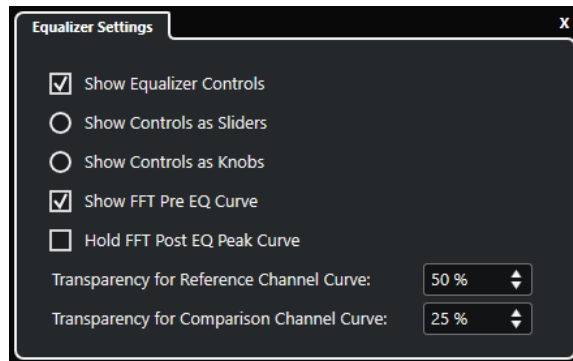 Equalizer Settings
X
Show Equalizer Controls
Show Controls as Sliders
Show Controls as Knobs
Show FFT Pre EQ Curve
Hold FFT Post EQ Peak Curve
Transparency for Reference Channel Curve: 50 %
Transparency for Comparison Channel Curve: 25 %